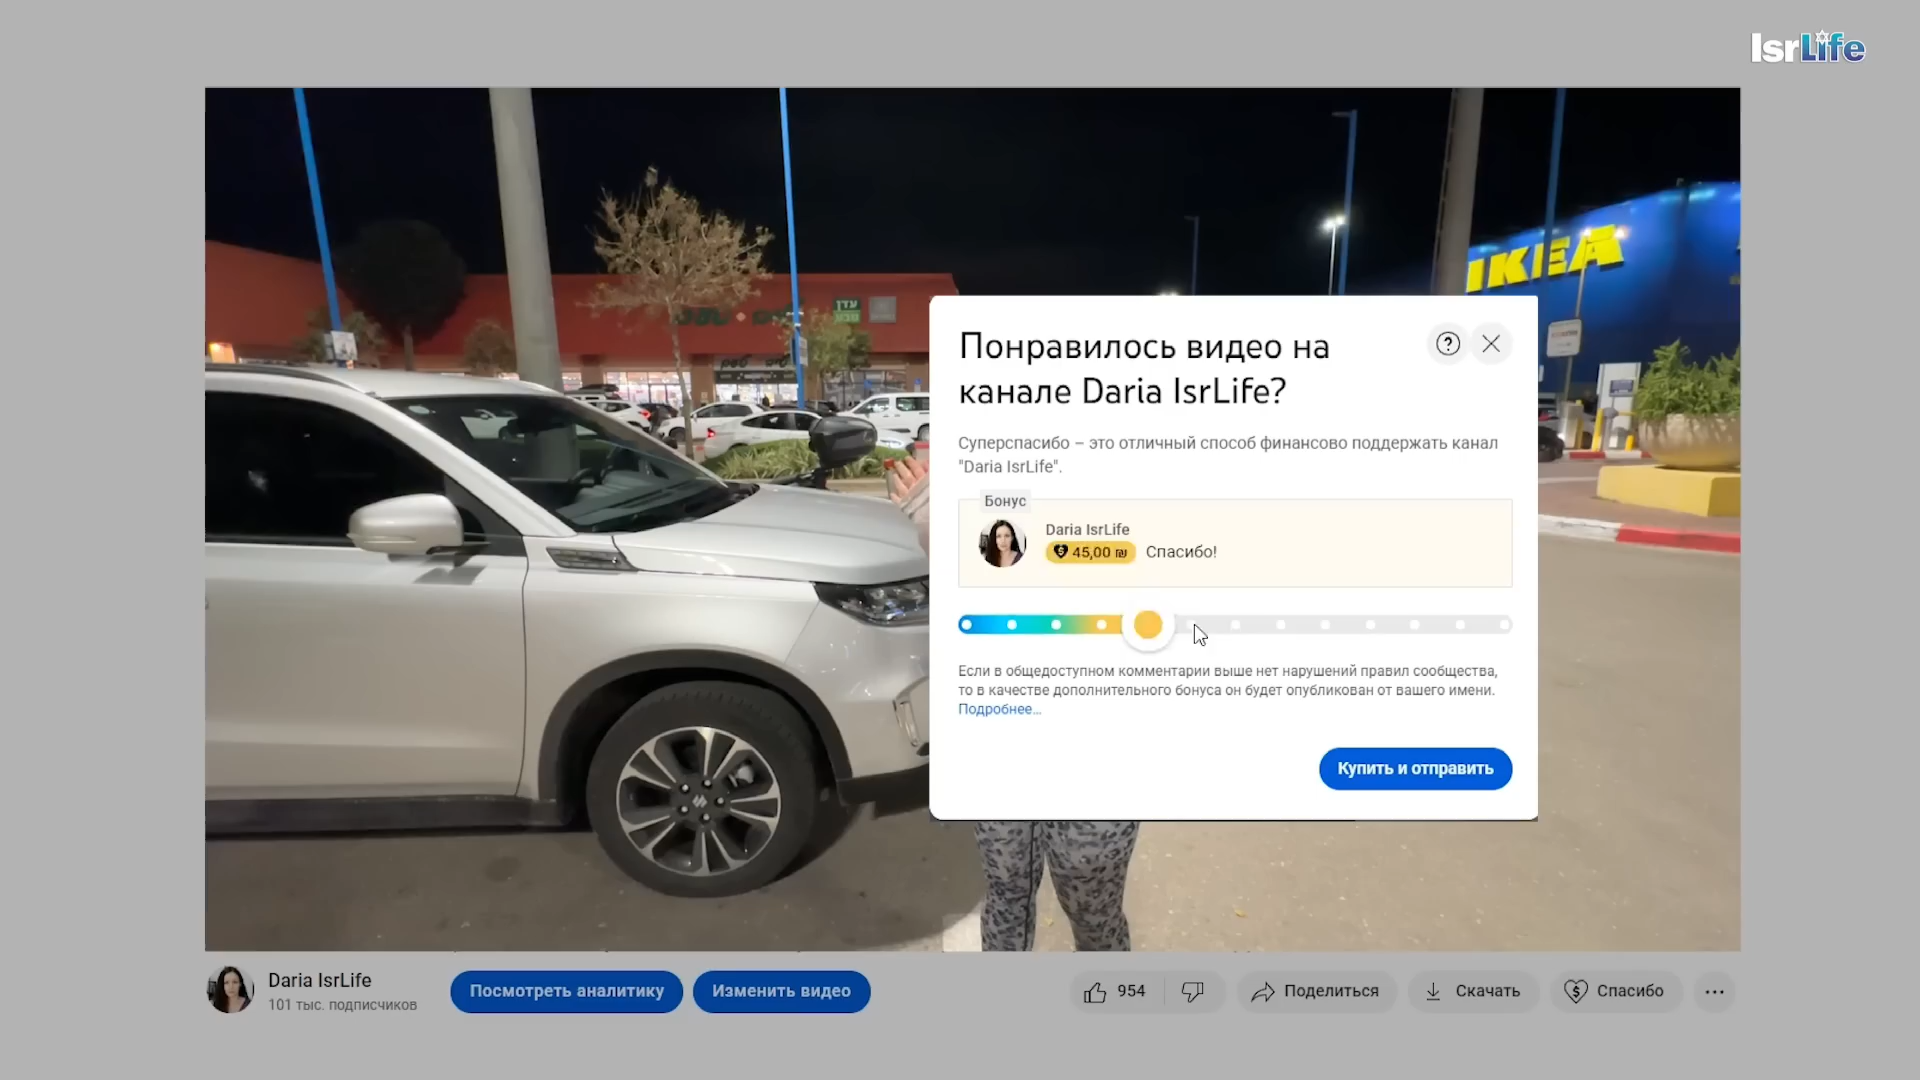 IsrLife
IKEA
עדן
טבע
Понравилось видео на
канале Daria IsrLife?
Суперспасибо – это отличный способ финансово поддержать канал
"Daria IsrLife".
Бонус
Daria IsrLife
45,00 ₪ Спасибо!
Если в общедоступном комментарии выше нет нарушений правил сообщества,
то в качестве дополнительного бонуса он будет опубликован от вашего имени.
Подробнее...
Купить и отправить
Daria IsrLife
101 тыс. подписчиков
Посмотреть аналитику
Изменить видео
954
Поделиться
Скачать
Спасибо